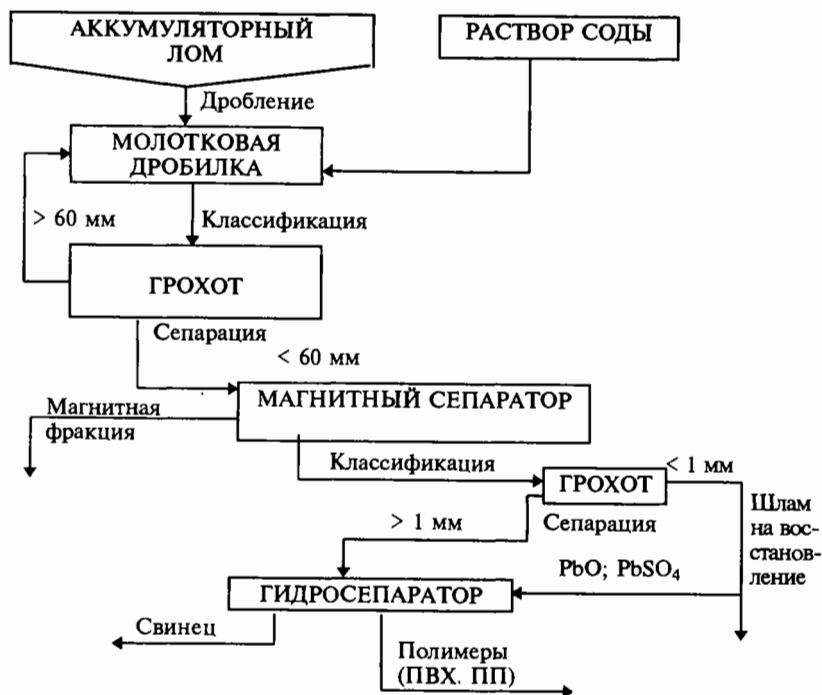 АККУМУЛЯТОРНЫЙ
ЛОМ
РАСТВОР СОДЫ
Дробление
МОЛОТКОВАЯ
ДРОБИЛКА
> 60 мм
Классификация
ГРОХОТ
Сепарация
< 60 мм
МАГНИТНЫЙ СЕПАРАТОР
Магнитная
фракция
Классификация
ГРОХОТ
< 1 мм
> 1 мм
Сепарация
Шлам
на вос-
станов-
ление
PbO; PbSO₄
ГИДРОСЕПАРАТОР
Свинец
Полимеры
(ПВХ. ПП)